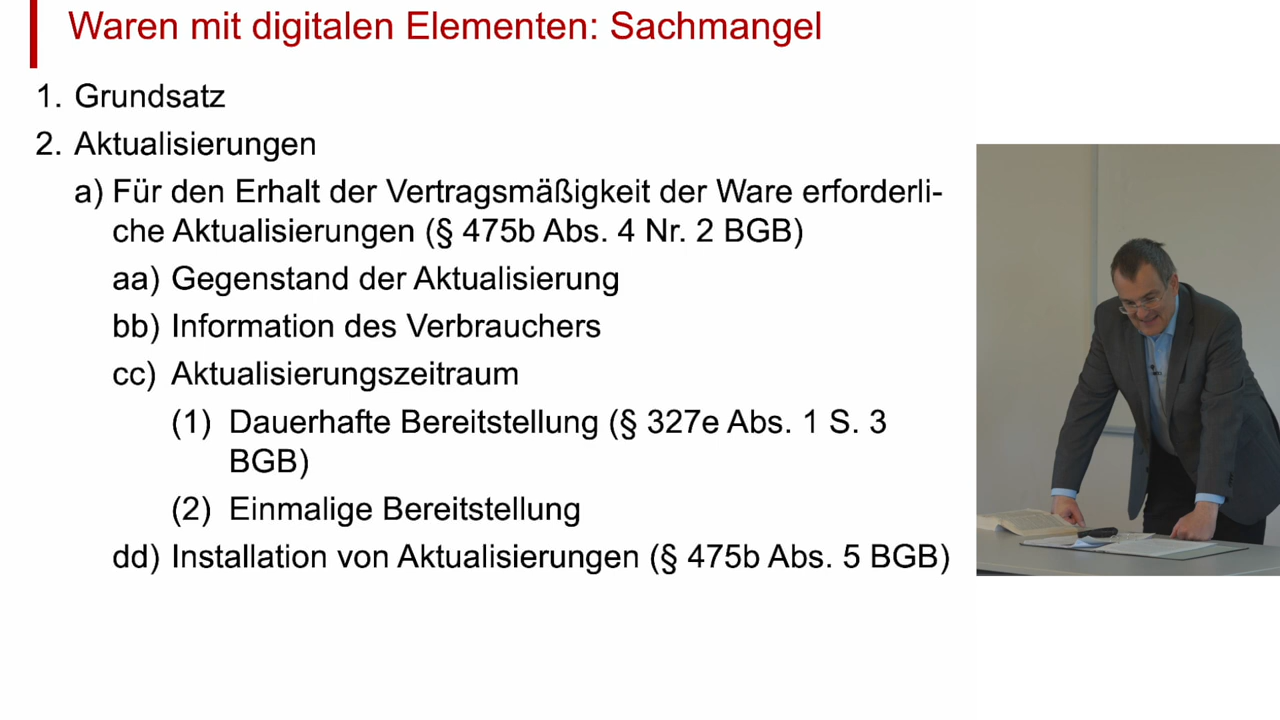 Waren mit digitalen Elementen: Sachmangel
1. Grundsatz
2. Aktualisierungen
a) Für den Erhalt der Vertragsmäßigkeit der Ware erforderli-
che Aktualisierungen (§ 475b Abs. 4 Nr. 2 BGB)
aa) Gegenstand der Aktualisierung
bb) Information des Verbrauchers
cc) Aktualisierungszeitraum
(1) Dauerhafte Bereitstellung (§ 327e Abs. 1 S. 3
BGB)
(2) Einmalige Bereitstellung
dd) Installation von Aktualisierungen (§ 475b Abs. 5 BGB)